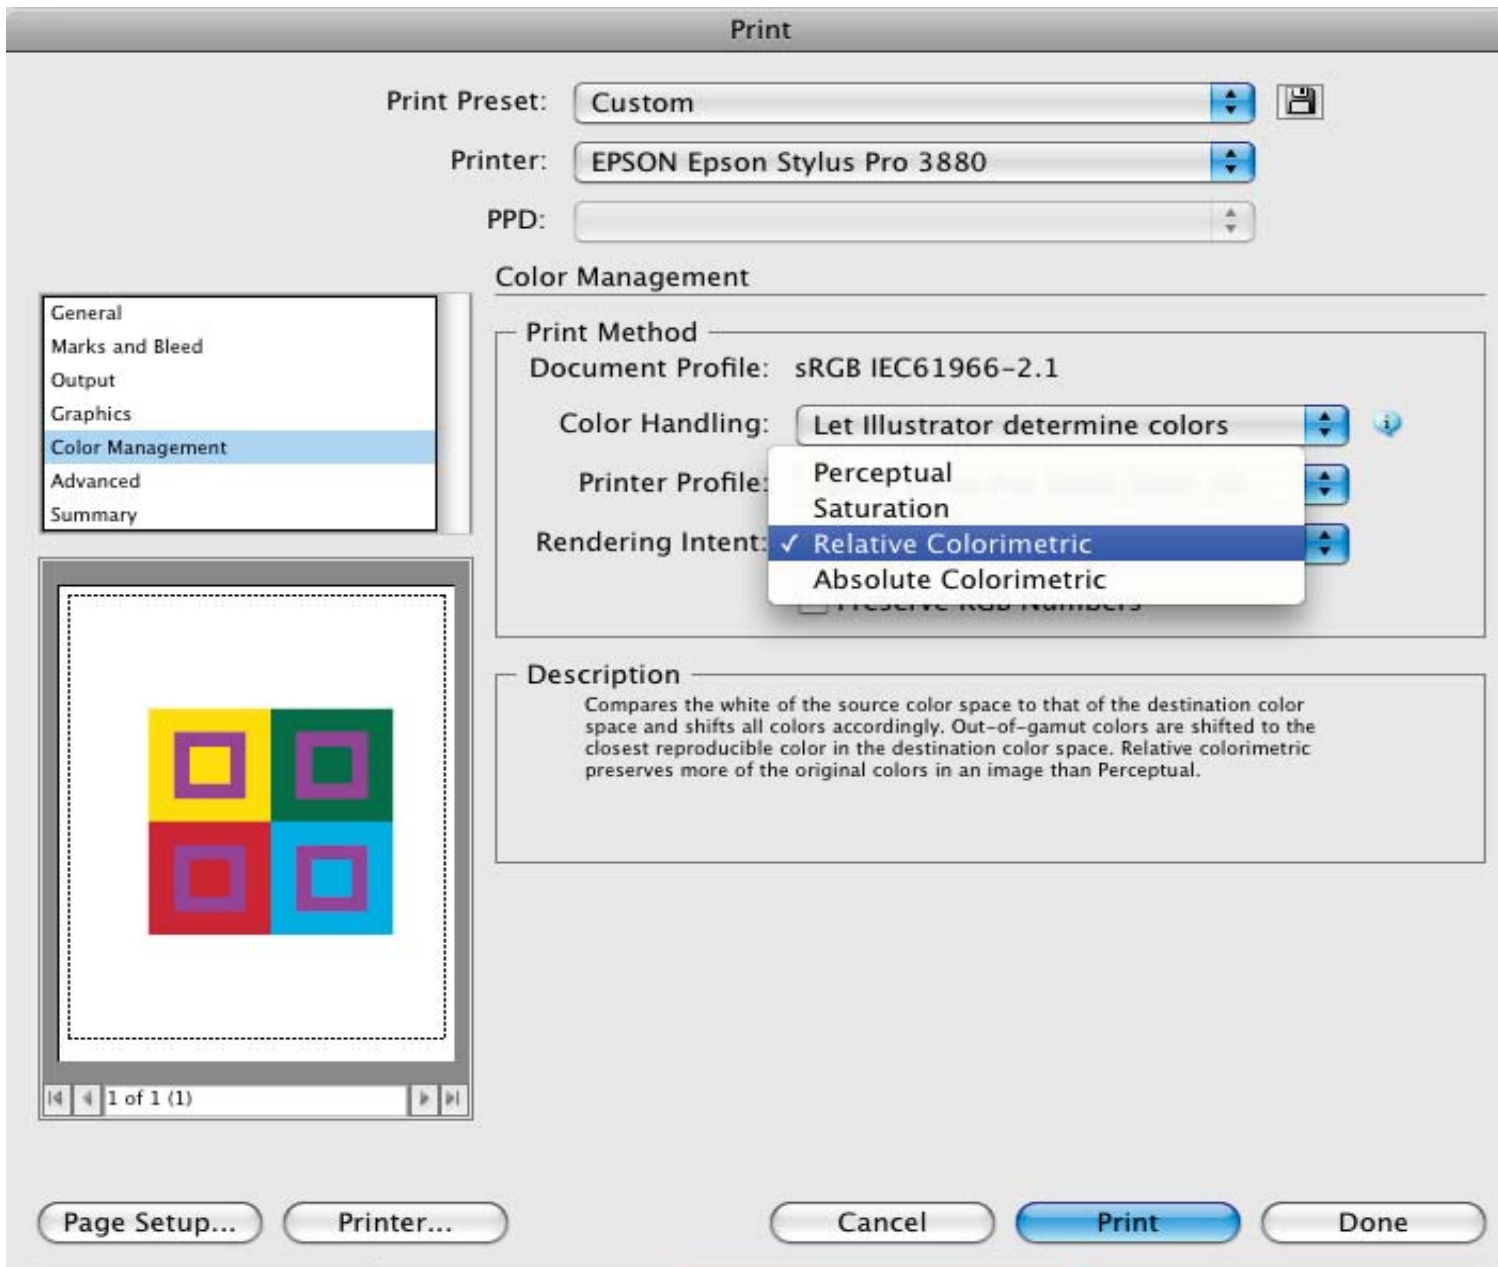 Print
Print Preset: Custom
Printer: EPSON Epson Stylus Pro 3880
PPD:
Color Management
General
Marks and Bleed
Output
Graphics
Color Management
Advanced
Summary
Print Method
Document Profile: sRGB IEC61966-2.1
Color Handling: Let Illustrator determine colors
Printer Profile:
Rendering Intent:
Perceptual
Saturation
✓ Relative Colorimetric
Absolute Colorimetric
Preserve RGB Numbers
Description
Compares the white of the source color space to that of the destination color
space and shifts all colors accordingly. Out-of-gamut colors are shifted to the
closest reproducible color in the destination color space. Relative colorimetric
preserves more of the original colors in an image than Perceptual.
1 of 1 (1)
Page Setup...
Printer...
Cancel
Print
Done